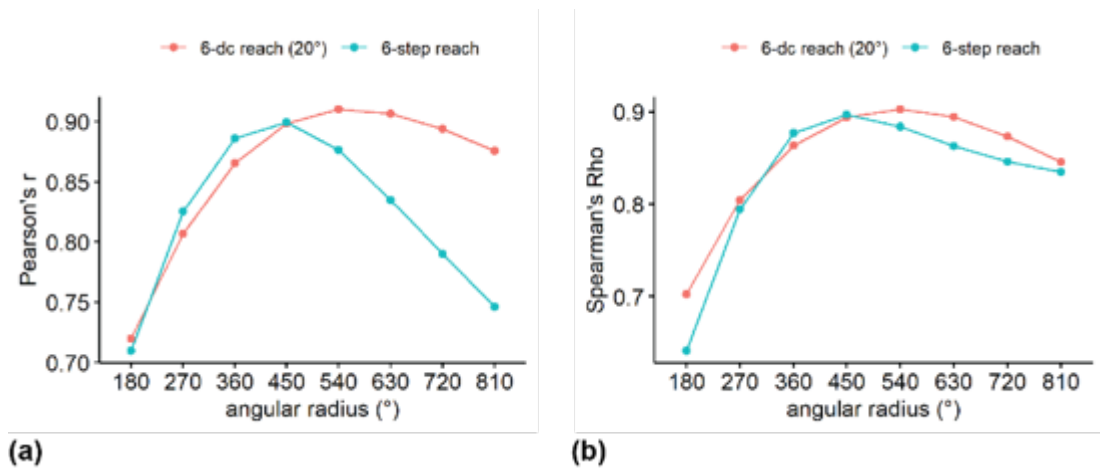 6-dc reach (20°) 6-step reach
Pearson's r
0.90
0.85
0.80
0.75
0.70
180 270 360 450 540 630 720 810
angular radius (°)
(a)
6-dc reach (20°) 6-step reach
Spearman's Rho
0.9
0.8
0.7
180 270 360 450 540 630 720 810
angular radius (°)
(b)